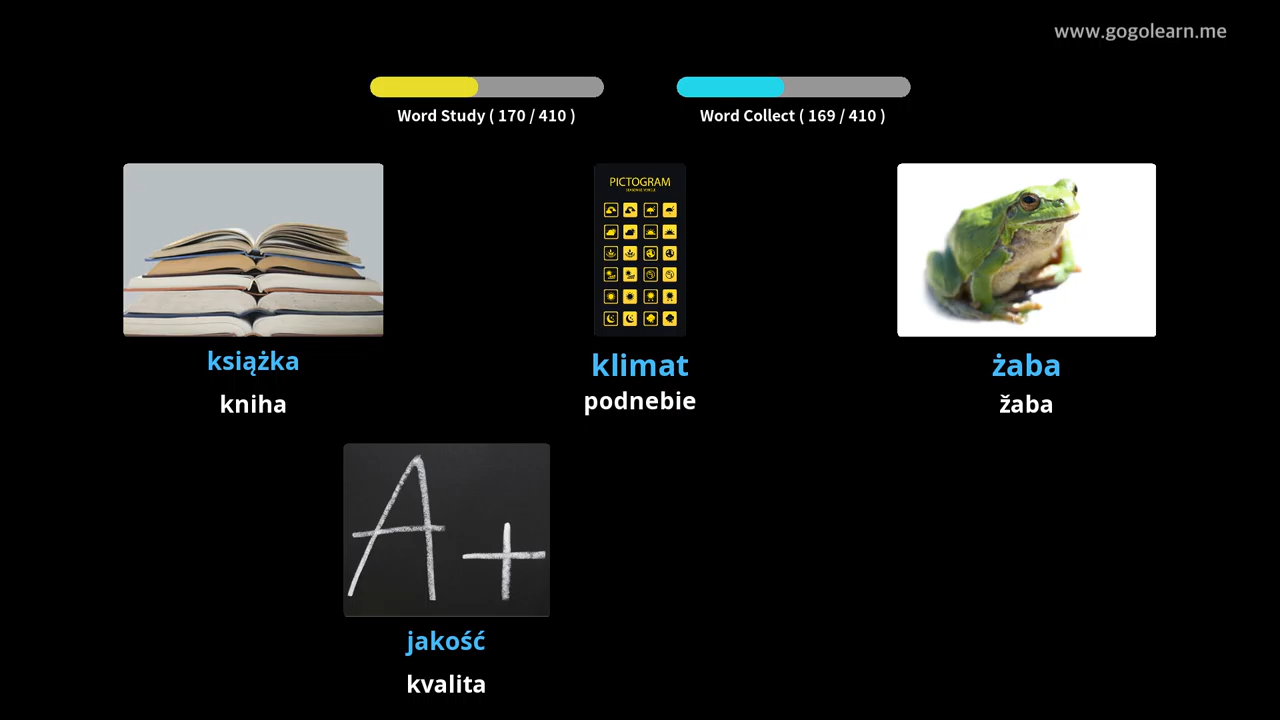 www.gogolearn.me
Word Study ( 170 / 410 )
Word Collect ( 169 / 410 )
PICTOGRAM
książka
klimat
żaba
kniha
podnebie
žaba
A+
jakość
kvalita